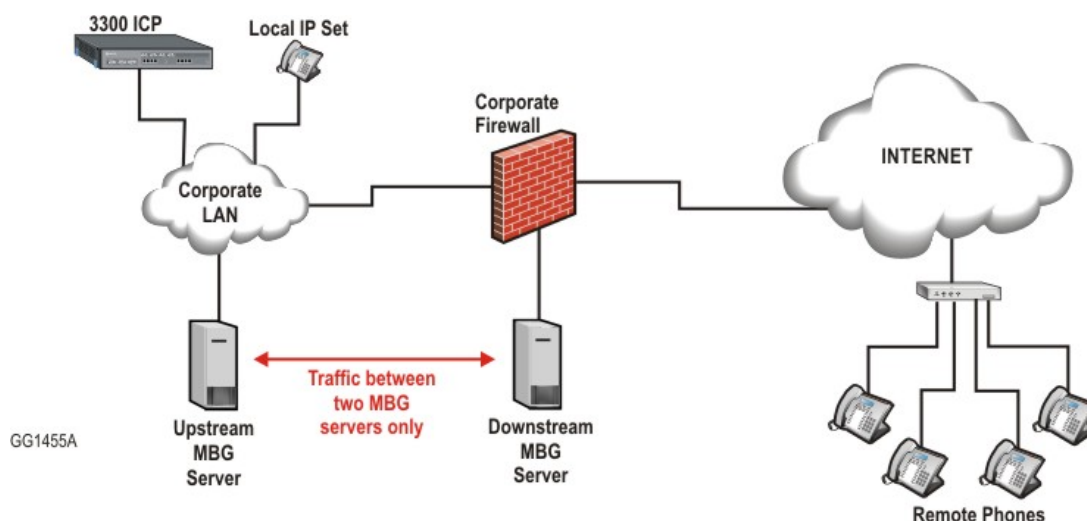 3300 ICP
Local IP Set
Corporate
Firewall
INTERNET
Corporate
LAN
Traffic between
two MBG
servers only
Upstream
MBG
Server
Downstream
MBG
Server
GG1455A
Remote Phones